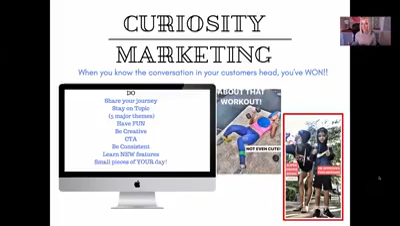 CURIOSITY
MARKETING
When you know the conversation in your customers head, you've WON!!
DO
Share your journey
Stay on Topic
(5 major themes)
Have FUN
Be Creative
CTA
Be Consistent
Learn NEW features
Small pieces of YOUR day!
ABOUT THAT
WORKOUT!
NOT EVEN CUTE!